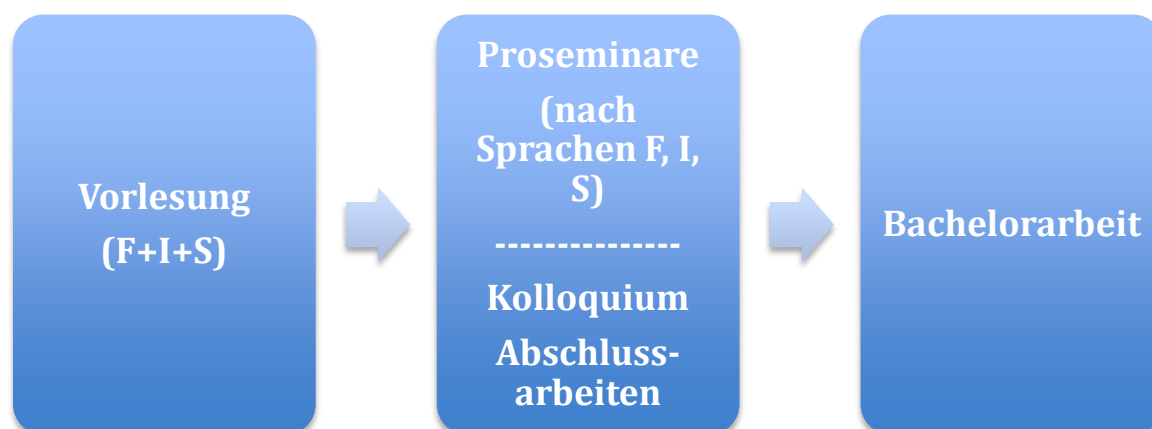 Vorlesung
(F+I+S)
Proseminare
(nach
Sprachen F, I,
S)
---------------
Kolloquium
Abschluss-
arbeiten
Bachelorarbeit